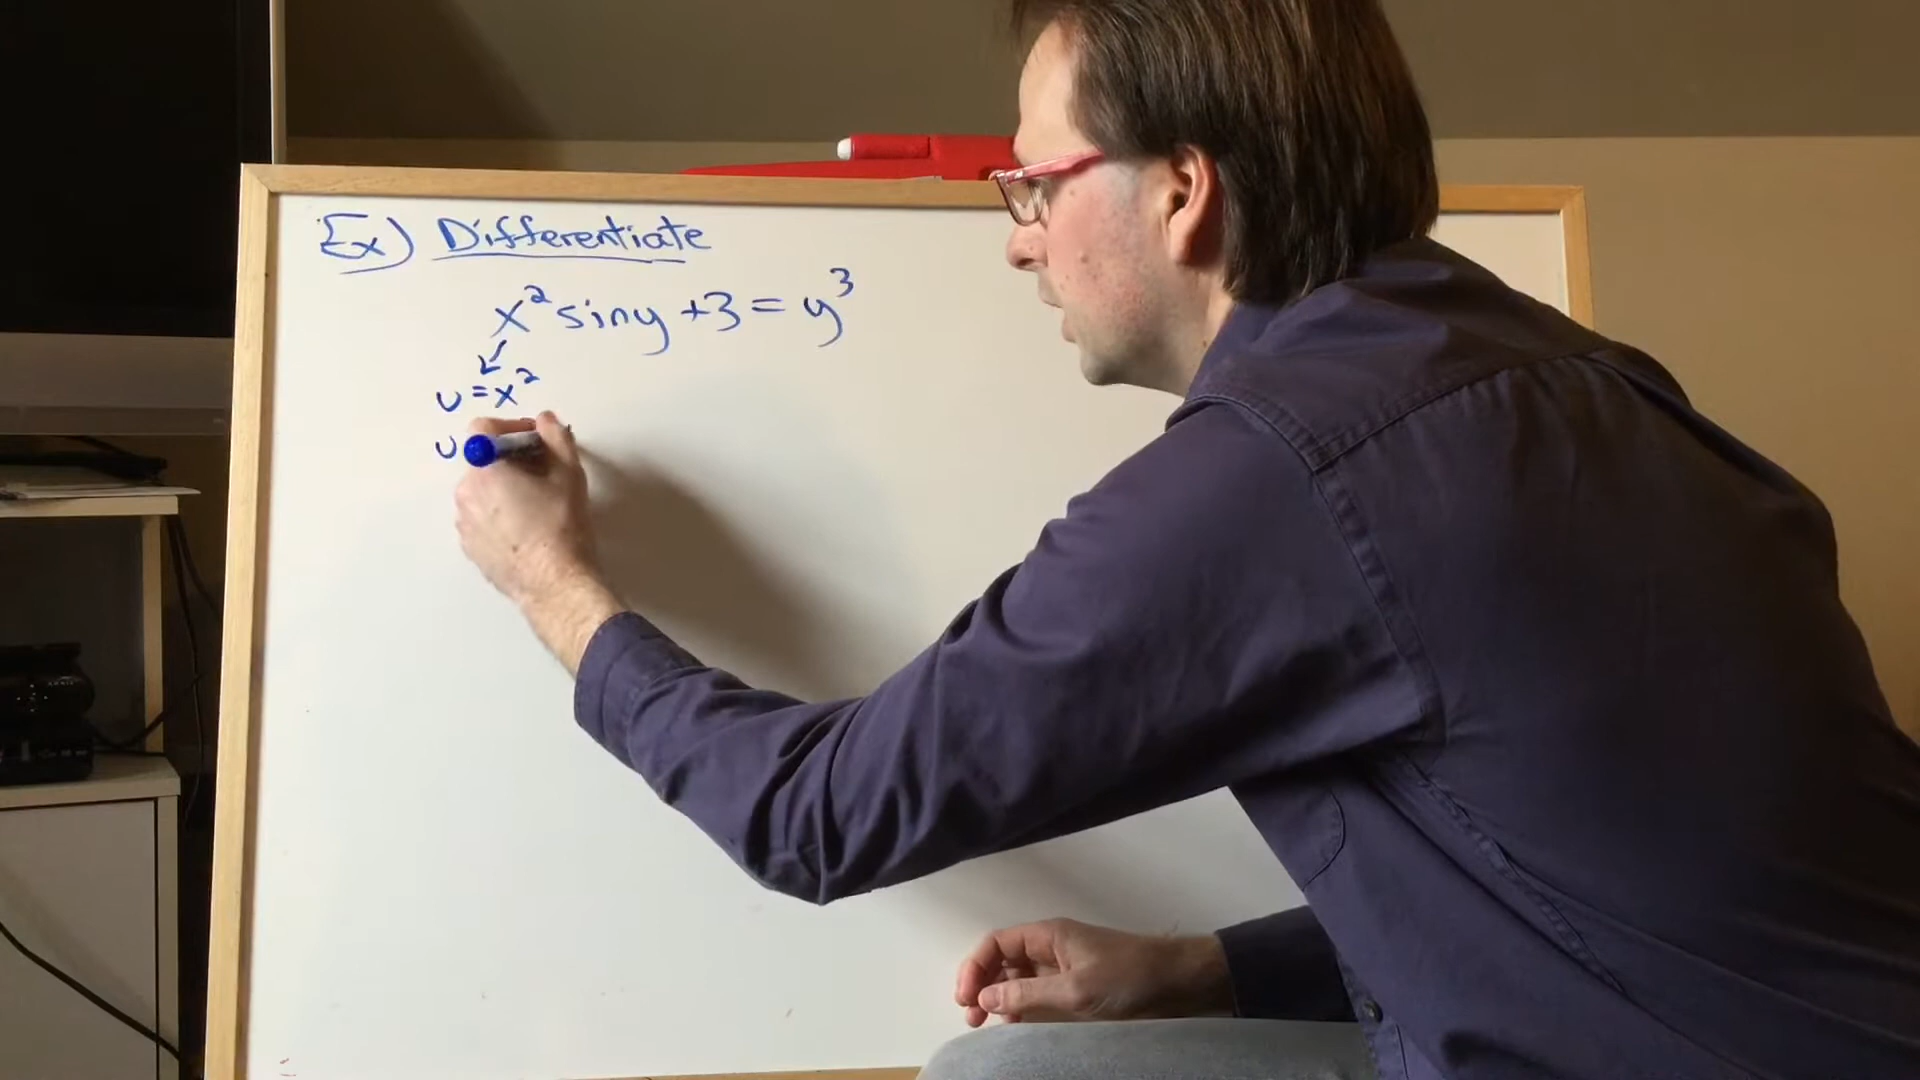 Ex) Differentiate
x² siny + 3 = y³
u = x²
u